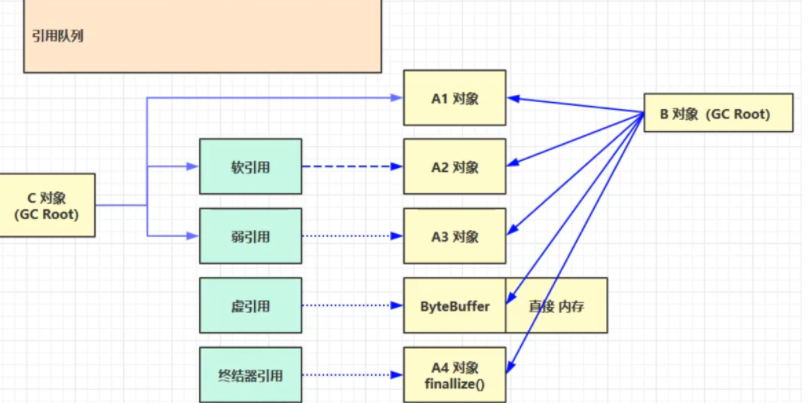 引用队列
A1 对象
B 对象 (GC Root)
软引用
A2 对象
C 对象
(GC Root)
弱引用
A3 对象
虚引用
ByteBuffer
直接 内存
终结器引用
A4 对象
finallize()